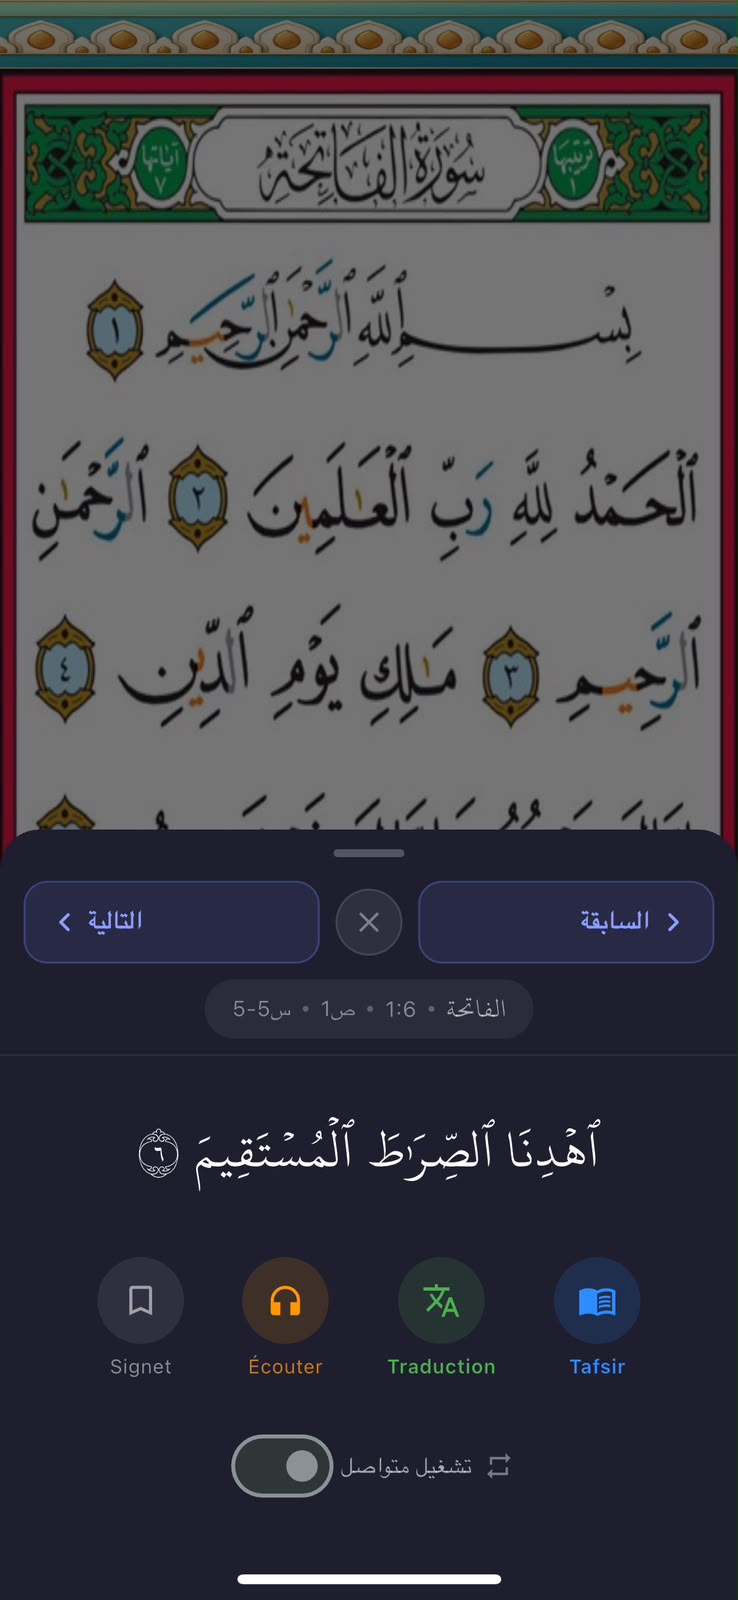 سُورَةُ الفَاتِحَةِ
ترتيبها ١
آياتها ٧
بِسْمِ ٱللَّهِ ٱلرَّحْمَٰنِ ٱلرَّحِيمِ ١
ٱلْحَمْدُ لِلَّهِ رَبِّ ٱلْعَٰلَمِينَ ٢ ٱلرَّحْمَٰنِ
ٱلرَّحِيمِ ٣ مَٰلِكِ يَوْمِ ٱلدِّينِ ٤
السابقة
التالية
الفاتحة • 1:6 • ص1 • س5-5
ٱهْدِنَا ٱلصِّرَٰطَ ٱلْمُسْتَقِيمَ ٦
Signet
Écouter
Traduction
Tafsir
تشغيل متواصل